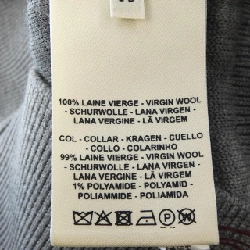 100% LAINE VIERGE - VIRGIN WOOL
- SCHURWOLLE - LANA VERGEN -
LANA VERGINE - LÃ VIRGEM
COL - COLLAR - KRAGEN - CUELLO
- COLLO - COLARINHO
99% LAINE VIERGE - VIRGIN WOOL
- SCHURWOLLE - LANA VIRGEN -
LANA VERGINE - LÃ VIRGEM
1% POLYAMIDE - POLYAMID -
POLIAMMIDE - POLIAMIDA